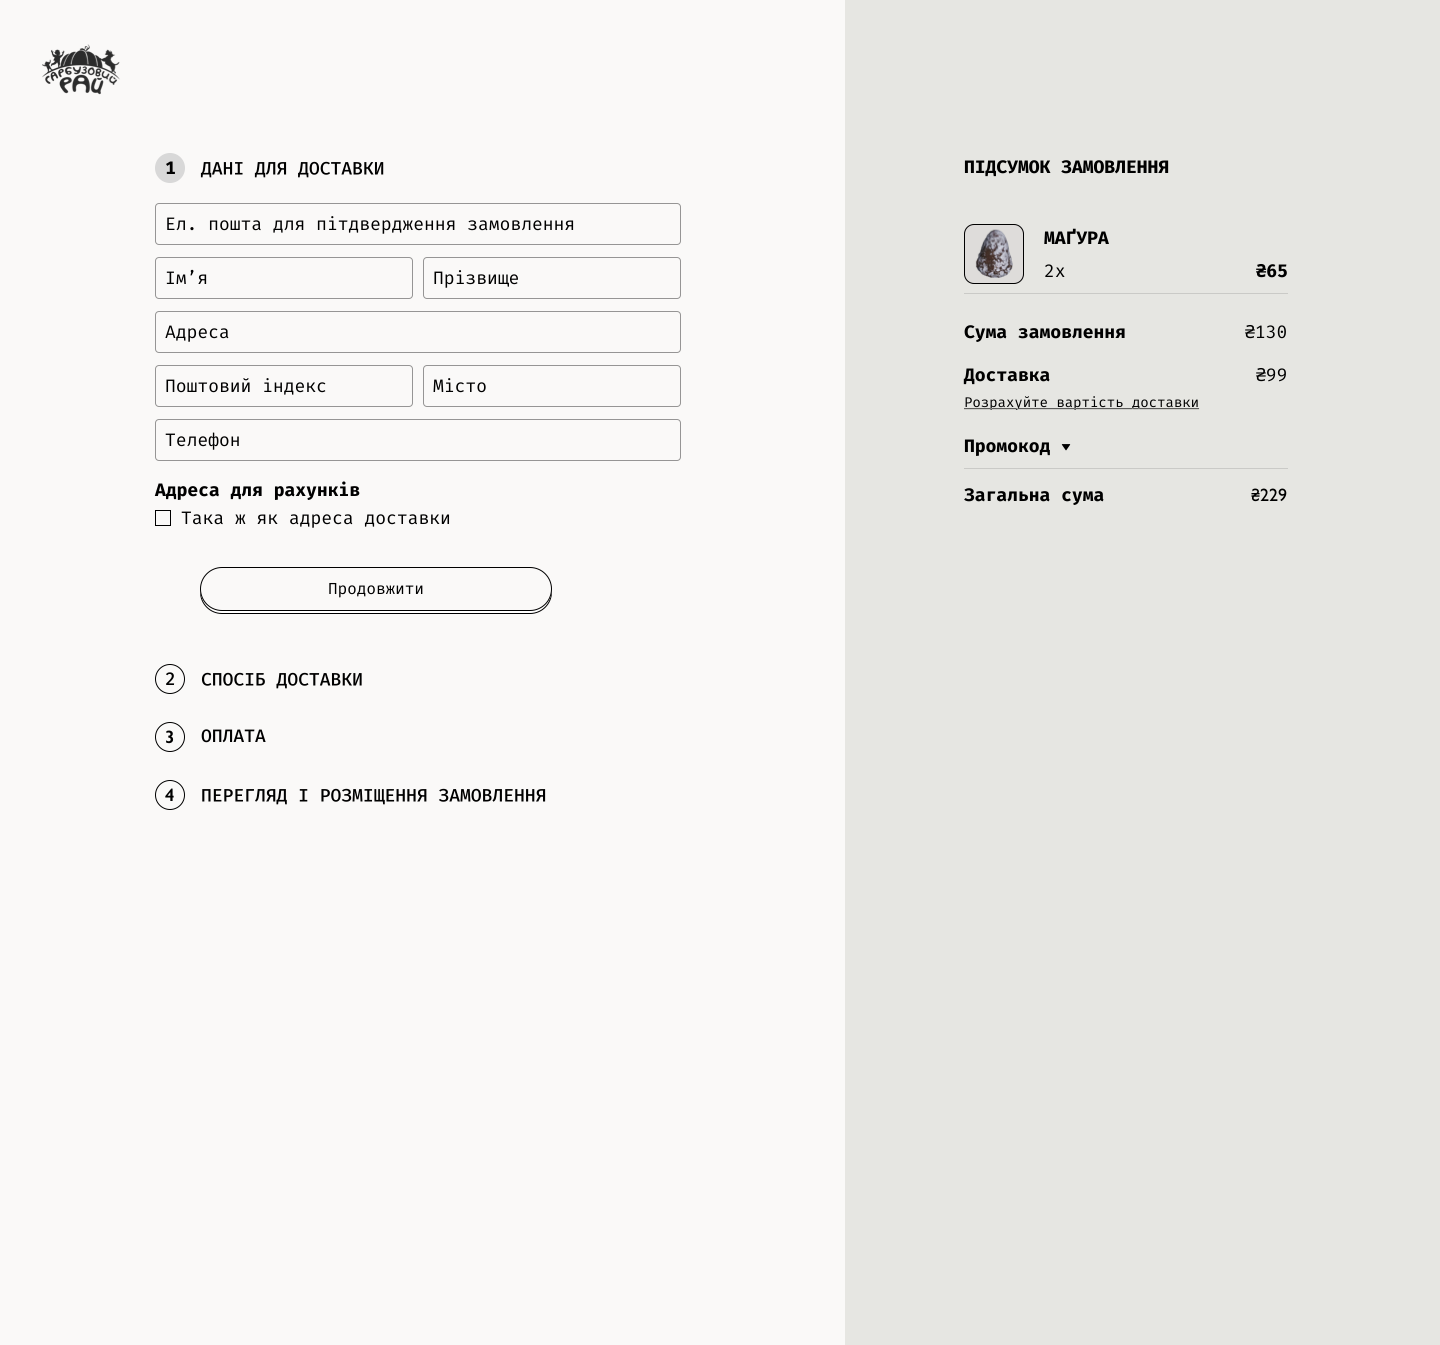 ГАРБУЗОВИЙ
РАЙ
1 ДАНІ ДЛЯ ДОСТАВКИ
Ел. пошта для пітдвердження замовлення
Ім’я Прізвище
Адреса
Поштовий індекс Місто
Телефон
Адреса для рахунків
Така ж як адреса доставки
Продовжити
2 СПОСІБ ДОСТАВКИ
3 ОПЛАТА
4 ПЕРЕГЛЯД І РОЗМІЩЕННЯ ЗАМОВЛЕННЯ
ПІДСУМОК ЗАМОВЛЕННЯ
МАҐУРА
2х ₴65
Сума замовлення ₴130
Доставка ₴99
Розрахуйте вартість доставки
Промокод
Загальна сума ₴229